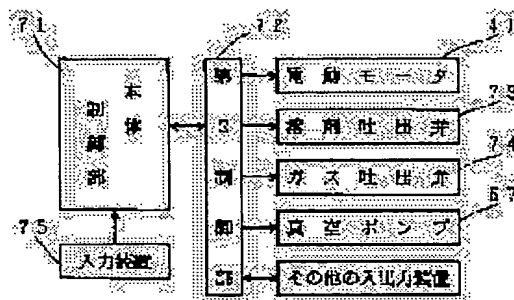 ７１
７２
４１
本体
制御部
第２制御部
電動モータ
７３
溶剤吐出弁
７４
ガス吐出弁
６７
真空ポンプ
７５
入力装置
その他の入出力装置